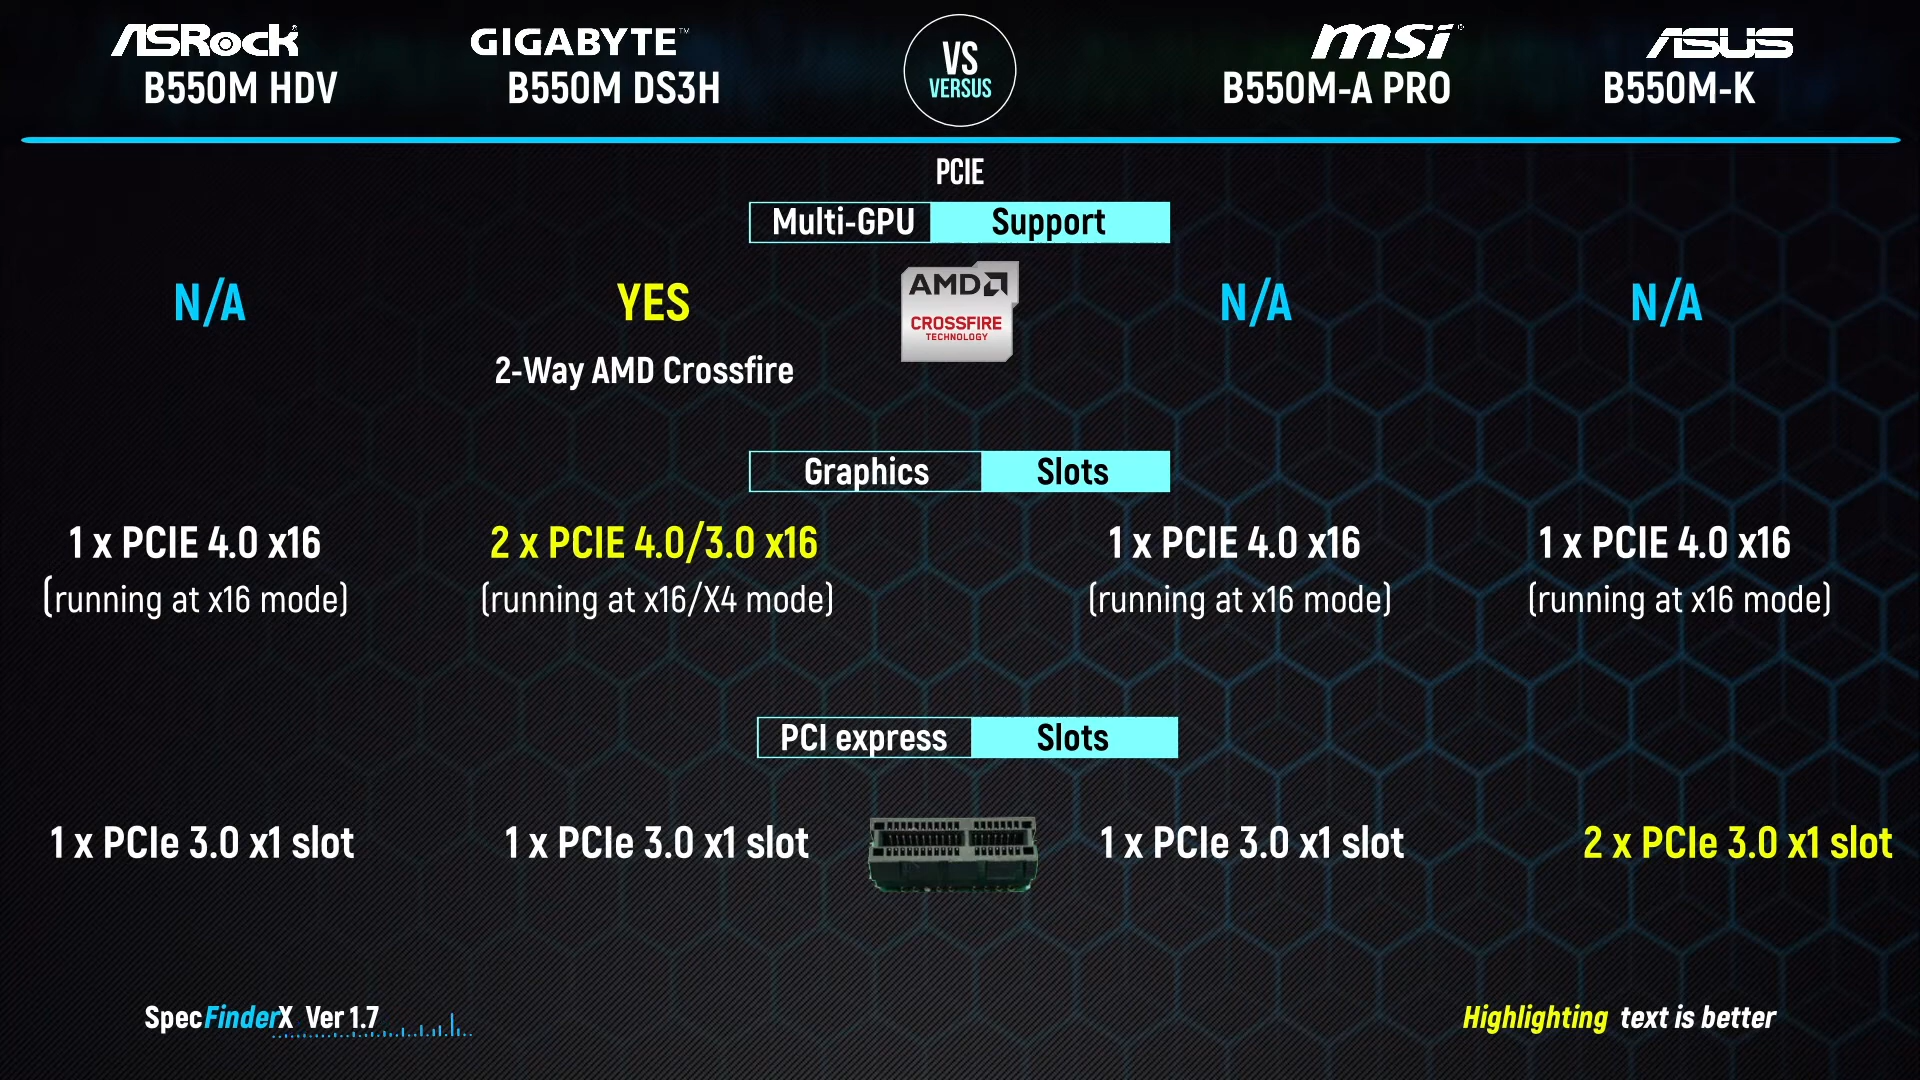 ASRock GIGABYTE™ VS MSi ASUS
B550M HDV B550M DS3H VERSUS B550M-A PRO B550M-K
PCIE
Multi-GPU Support
N/A YES AMD CROSSFIRE TECHNOLOGY N/A N/A
2-Way AMD Crossfire
Graphics Slots
1 x PCIE 4.0 x16 2 x PCIE 4.0/3.0 x16 1 x PCIE 4.0 x16 1 x PCIE 4.0 x16
(running at x16 mode) (running at x16/X4 mode) (running at x16 mode) (running at x16 mode)
PCI express Slots
1 x PCIe 3.0 x1 slot 1 x PCIe 3.0 x1 slot 1 x PCIe 3.0 x1 slot 2 x PCIe 3.0 x1 slot
SpecFinderX Ver 1.7 Highlighting text is better